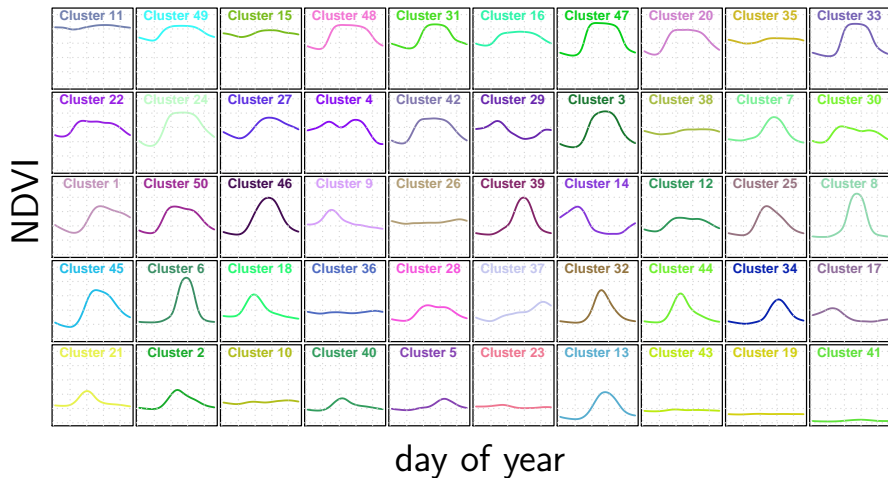 Cluster 11 Cluster 49 Cluster 15 Cluster 48 Cluster 31 Cluster 16 Cluster 47 Cluster 20 Cluster 35 Cluster 33
Cluster 22 Cluster 24 Cluster 27 Cluster 4 Cluster 42 Cluster 29 Cluster 3 Cluster 38 Cluster 7 Cluster 30
NDVI
Cluster 1 Cluster 50 Cluster 46 Cluster 9 Cluster 26 Cluster 39 Cluster 14 Cluster 12 Cluster 25 Cluster 8
Cluster 45 Cluster 6 Cluster 18 Cluster 36 Cluster 28 Cluster 37 Cluster 32 Cluster 44 Cluster 34 Cluster 17
Cluster 21 Cluster 2 Cluster 10 Cluster 40 Cluster 5 Cluster 23 Cluster 13 Cluster 43 Cluster 19 Cluster 41
day of year